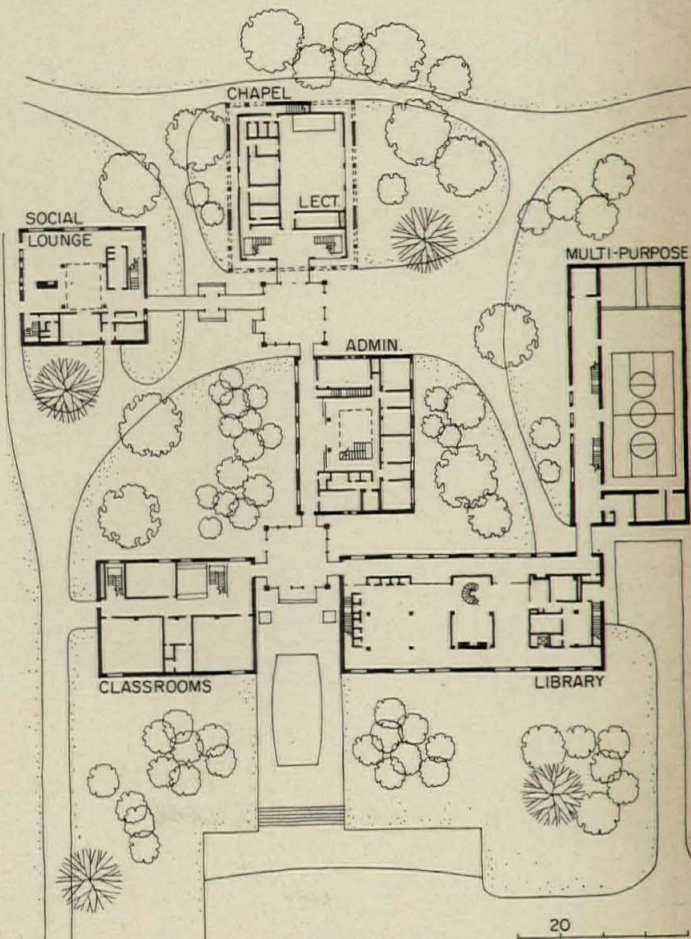 CHAPEL
LECT.
SOCIAL
LOUNGE
MULTI-PURPOSE
ADMIN.
CLASSROOMS
LIBRARY
20